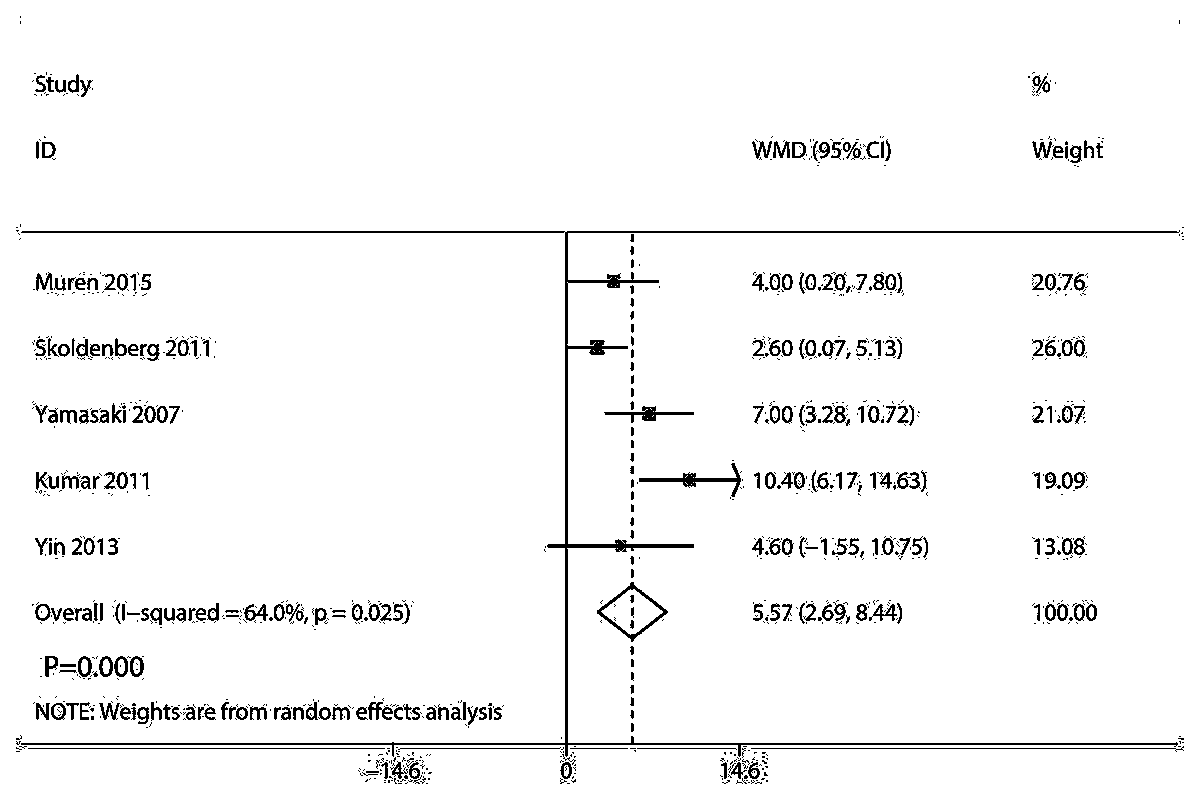 Study %
ID WMD (95% CI) Weight
Muren 2015 4.00 (0.20, 7.80) 20.76
Skoldenberg 2011 2.60 (0.07, 5.13) 26.00
Yamasaki 2007 7.00 (3.28, 10.72) 21.07
Kumar 2011 10.40 (6.17, 14.63) 19.09
Yin 2013 4.60 (−1.55, 10.75) 13.08
Overall (I−squared = 64.0%, p = 0.025) 5.57 (2.69, 8.44) 100.00
P=0.000
NOTE: Weights are from random effects analysis
−14.6 0 14.6